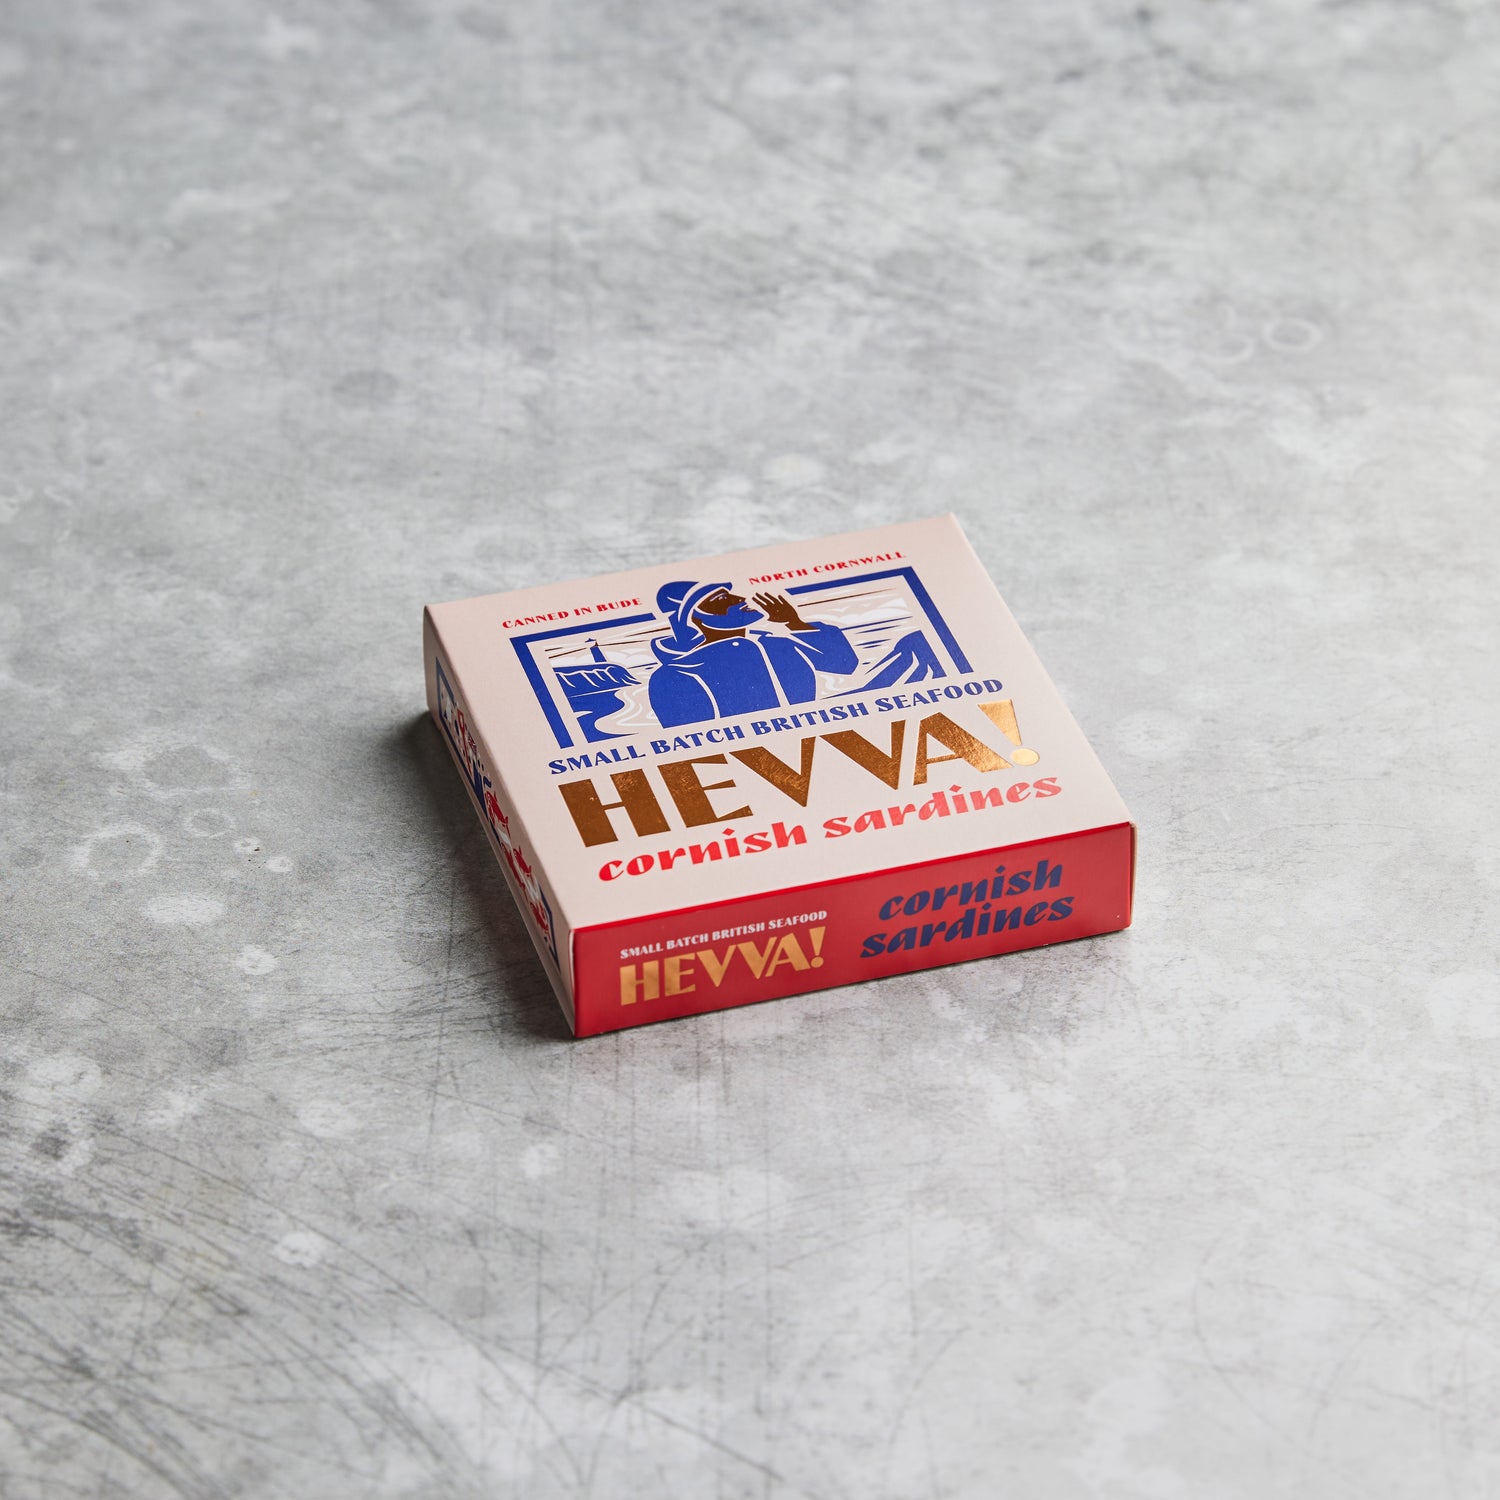 CANNED IN BUDE NORTH CORNWALL
SMALL BATCH BRITISH SEAFOOD
HEVVA!
cornish sardines
SMALL BATCH BRITISH SEAFOOD
HEVVA!
cornish
sardines